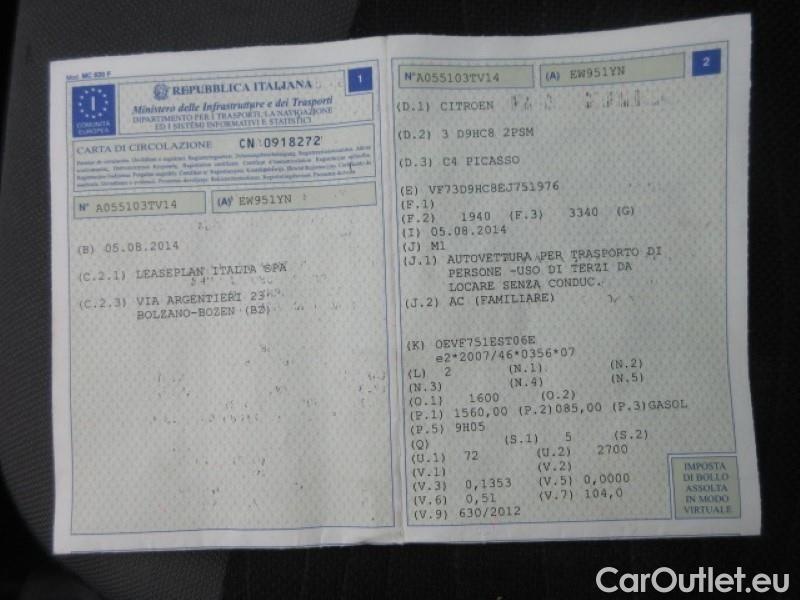 Mod. MC 820 F
I
COMUNITÀ
EUROPEA
REPUBBLICA ITALIANA
1
Ministero delle Infrastrutture e dei Trasporti
DIPARTIMENTO PER I TRASPORTI, LA NAVIGAZIONE
ED I SISTEMI INFORMATIVI E STATISTICI
CARTA DI CIRCOLAZIONE CN 0918272
N° A055103TV14 (A) EW951YN
(B) 05.08.2014
(C.2.1) LEASEPLAN ITALIA SPA
(C.2.3) VIA ARGENTIERI 23
BOLZANO-BOZEN (BZ)
N° A055103TV14 (A) EW951YN 2
(D.1) CITROEN
(D.2) 3 D9HC8 2PSM
(D.3) C4 PICASSO
(E) VF73D9HC8EJ751976
(F.1)
(F.2) 1940 (F.3) 3340 (G)
(I) 05.08.2014
(J) M1
(J.1) AUTOVETTURA PER TRASPORTO DI
PERSONE -USO DI TERZI DA
LOCARE SENZA CONDUC.
(J.2) AC (FAMILIARE)
(K) OEVF751EST06E
e2*2007/46*0356*07
(L) 2 (N.1) (N.2)
(N.3) (N.4) (N.5)
(O.1) 1600 (O.2)
(P.1) 1560,00 (P.2)085,00 (P.3)GASOL
(P.5) 9H05
(Q) (S.1) 5 (S.2)
(U.1) 72 (U.2) 2700
(V.1) (V.2)
(V.3) 0,1353 (V.5) 0,0000
(V.6) 0,51 (V.7) 104,0
(V.9) 630/2012
IMPOSTA
DI BOLLO
ASSOLTA
IN MODO
VIRTUALE
CarOutlet.eu